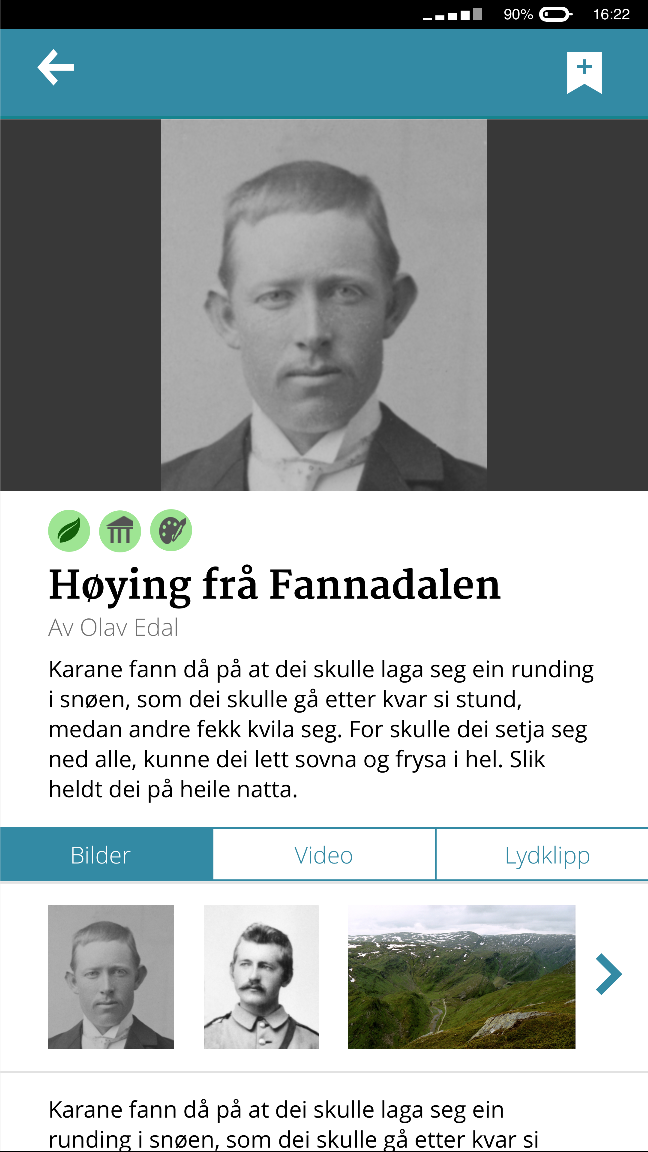 90% 16:22
Høying frå Fannadalen
Av Olav Edal
Karane fann då på at dei skulle laga seg ein runding
i snøen, som dei skulle gå etter kvar si stund,
medan andre fekk kvila seg. For skulle dei setja seg
ned alle, kunne dei lett sovna og frysa i hel. Slik
heldt dei på heile natta.
Bilder Video Lydklipp
Karane fann då på at dei skulle laga seg ein
runding i snøen, som dei skulle gå etter kvar si